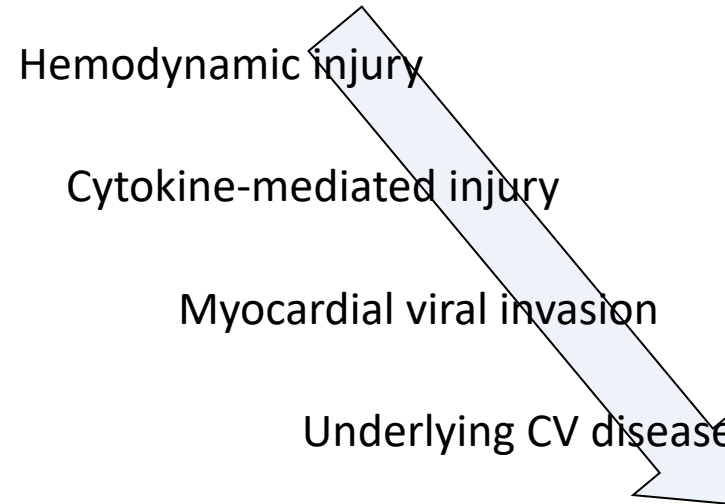 Hemodynamic injury
Cytokine-mediated injury
Myocardial viral invasion
Underlying CV disease